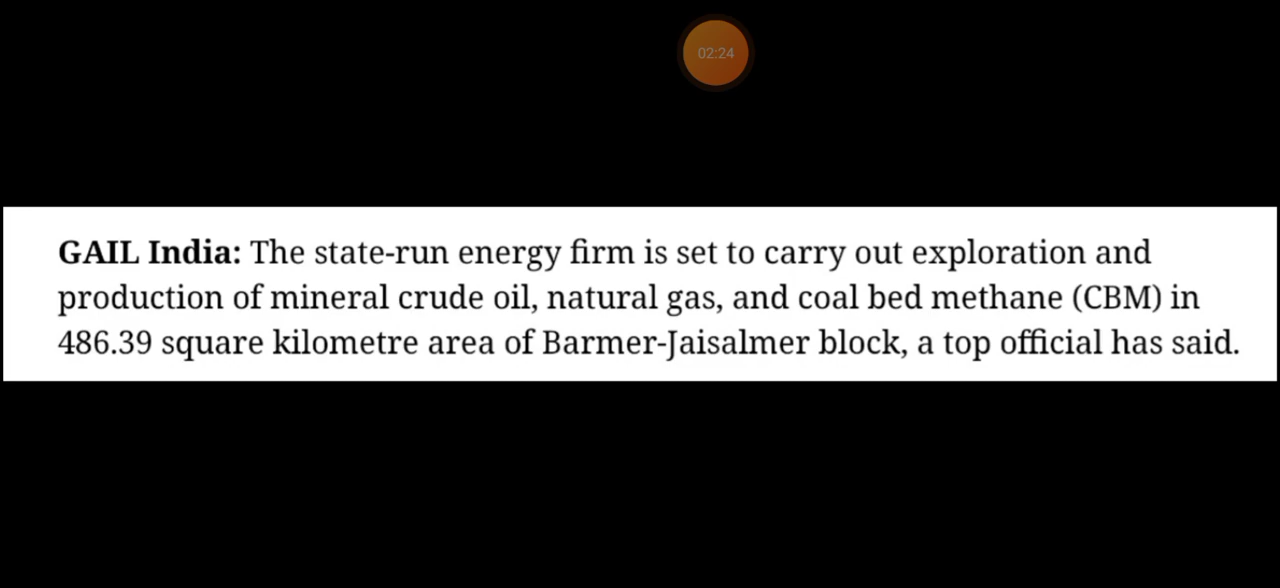 02:24
GAIL India: The state-run energy firm is set to carry out exploration and
production of mineral crude oil, natural gas, and coal bed methane (CBM) in
486.39 square kilometre area of Barmer-Jaisalmer block, a top official has said.